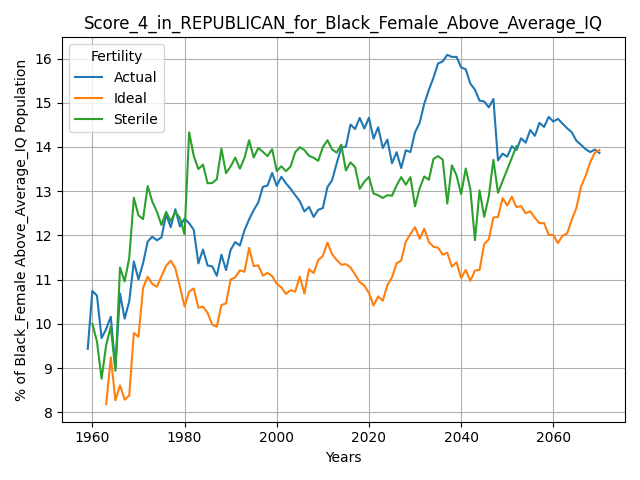 Score_4_in_REPUBLICAN_for_Black_Female_Above_Average_IQ
% of Black_Female Above_Average_IQ Population
16
15
14
13
12
11
10
9
8
Fertility
Actual
Ideal
Sterile
1960
1980
2000
2020
2040
2060
Years